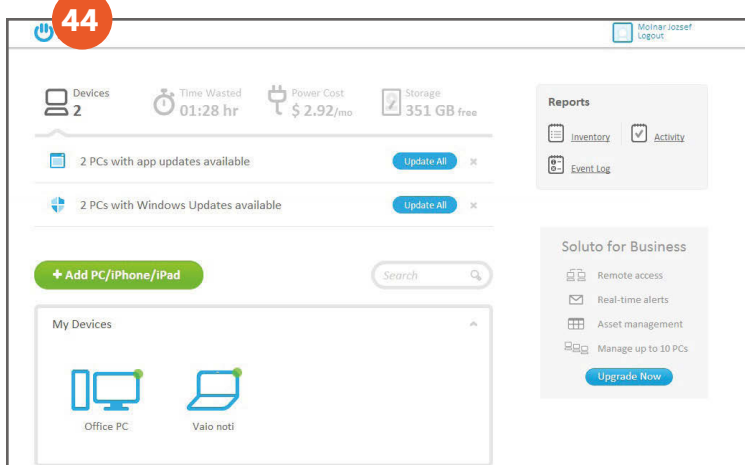 44
Molnar Jozsef
Logout
Devices
2
Time Wasted
01:28 hr
Power Cost
$ 2.92/mo
Storage
351 GB free
2 PCs with app updates available
Update All
2 PCs with Windows Updates available
Update All
+ Add PC/iPhone/iPad
Search
My Devices
Office PC
Vaio noti
Reports
Inventory
Activity
Event Log
Soluto for Business
Remote access
Real-time alerts
Asset management
Manage up to 10 PCs
Upgrade Now